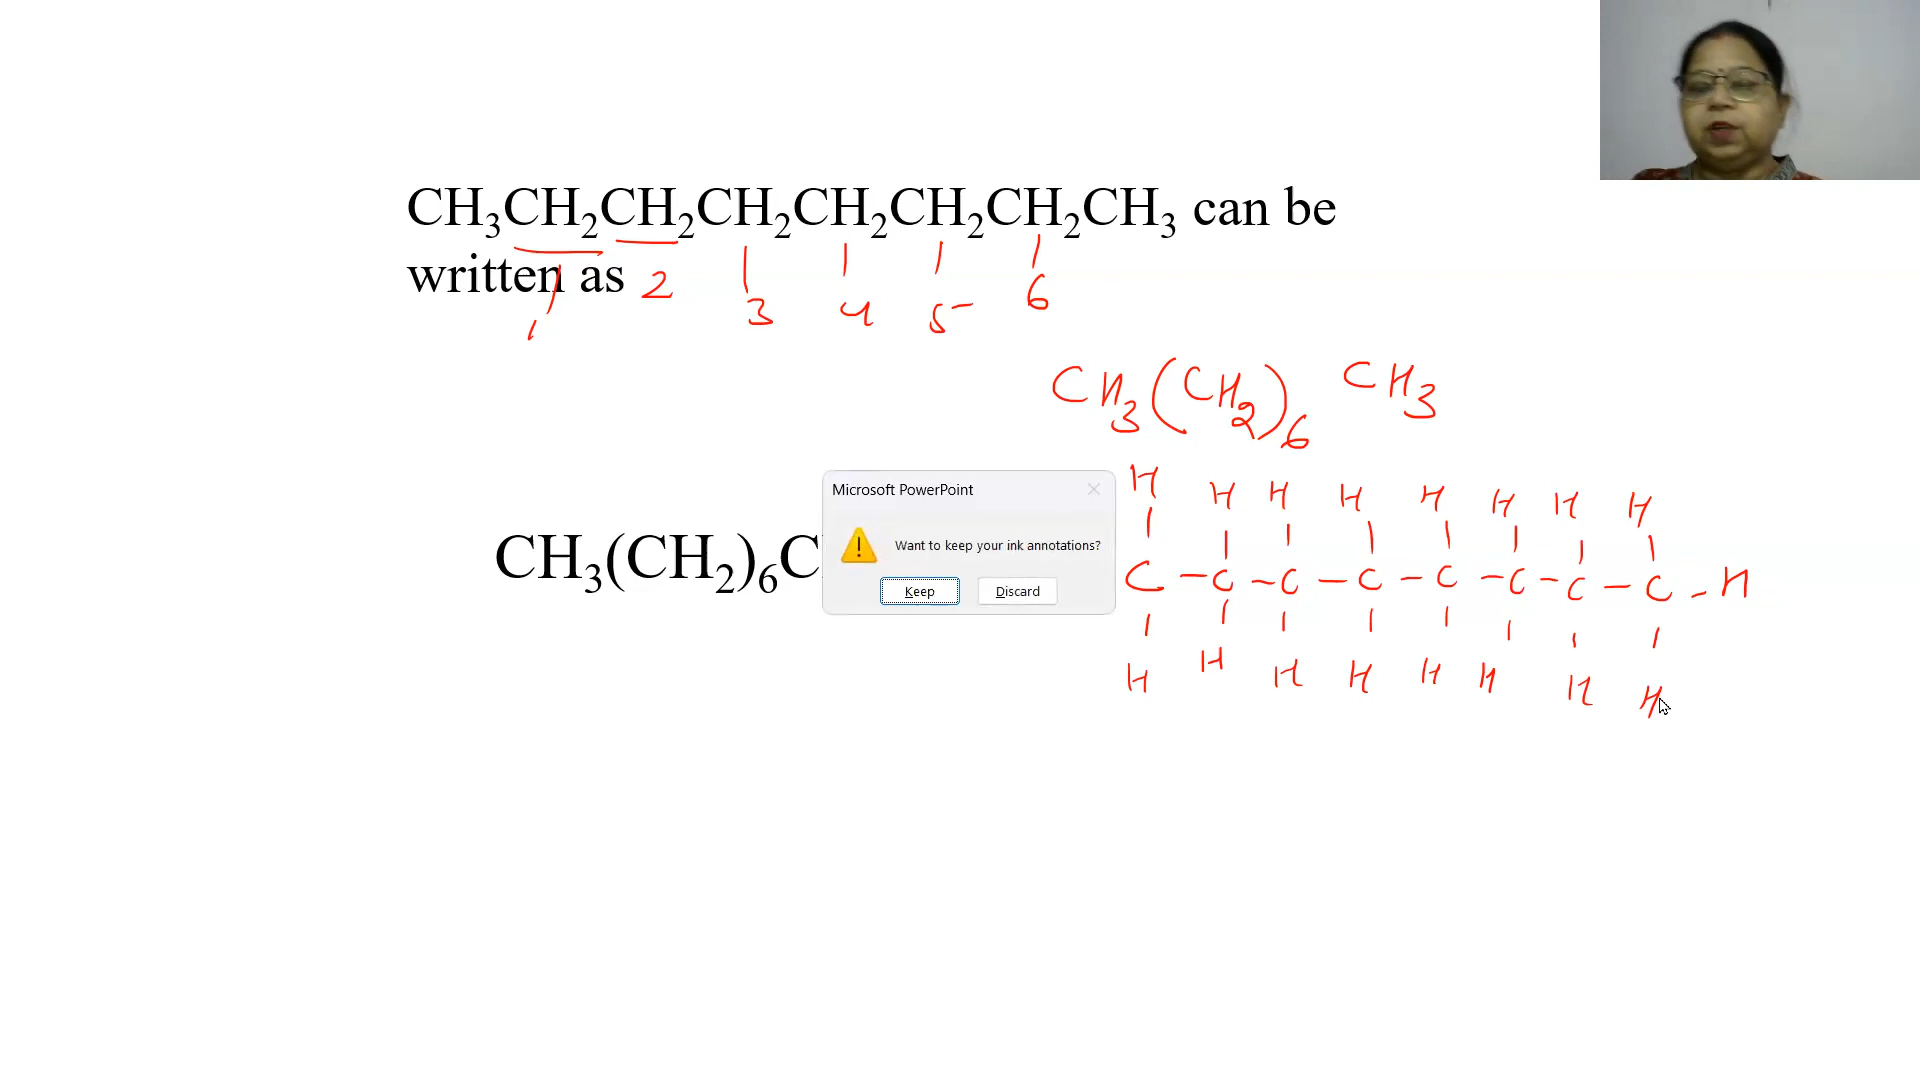 CH₃CH₂CH₂CH₂CH₂CH₂CH₂CH₃ can be
written as
1 2 3 4 5 6
CH₃(CH₂)₆ CH₃
Microsoft PowerPoint
Want to keep your ink annotations?
Keep Discard
CH₃(CH₂)₆C
H H H H H H H H
C - C - C - C - C - C - C - C - H
H H H H H H H H